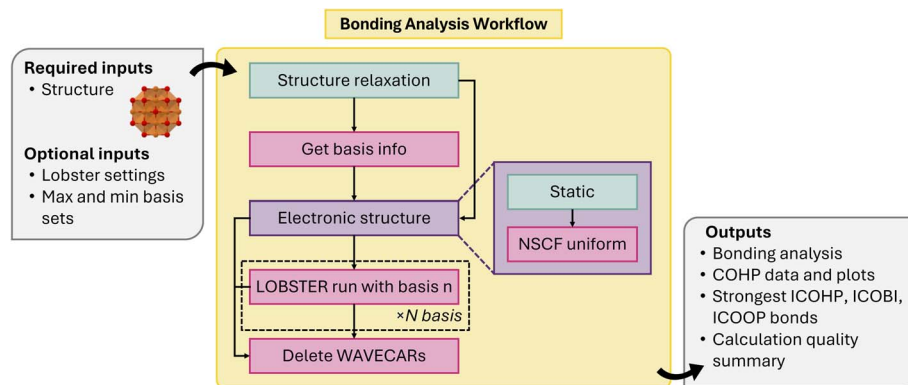 Bonding Analysis Workflow
Required inputs
• Structure
Optional inputs
• Lobster settings
• Max and min basis
sets
Structure relaxation
Get basis info
Electronic structure
LOBSTER run with basis n
×N basis
Delete WAVECARs
Static
NSCF uniform
Outputs
• Bonding analysis
• COHP data and plots
• Strongest ICOHP, ICOBI,
ICOOP bonds
• Calculation quality
summary